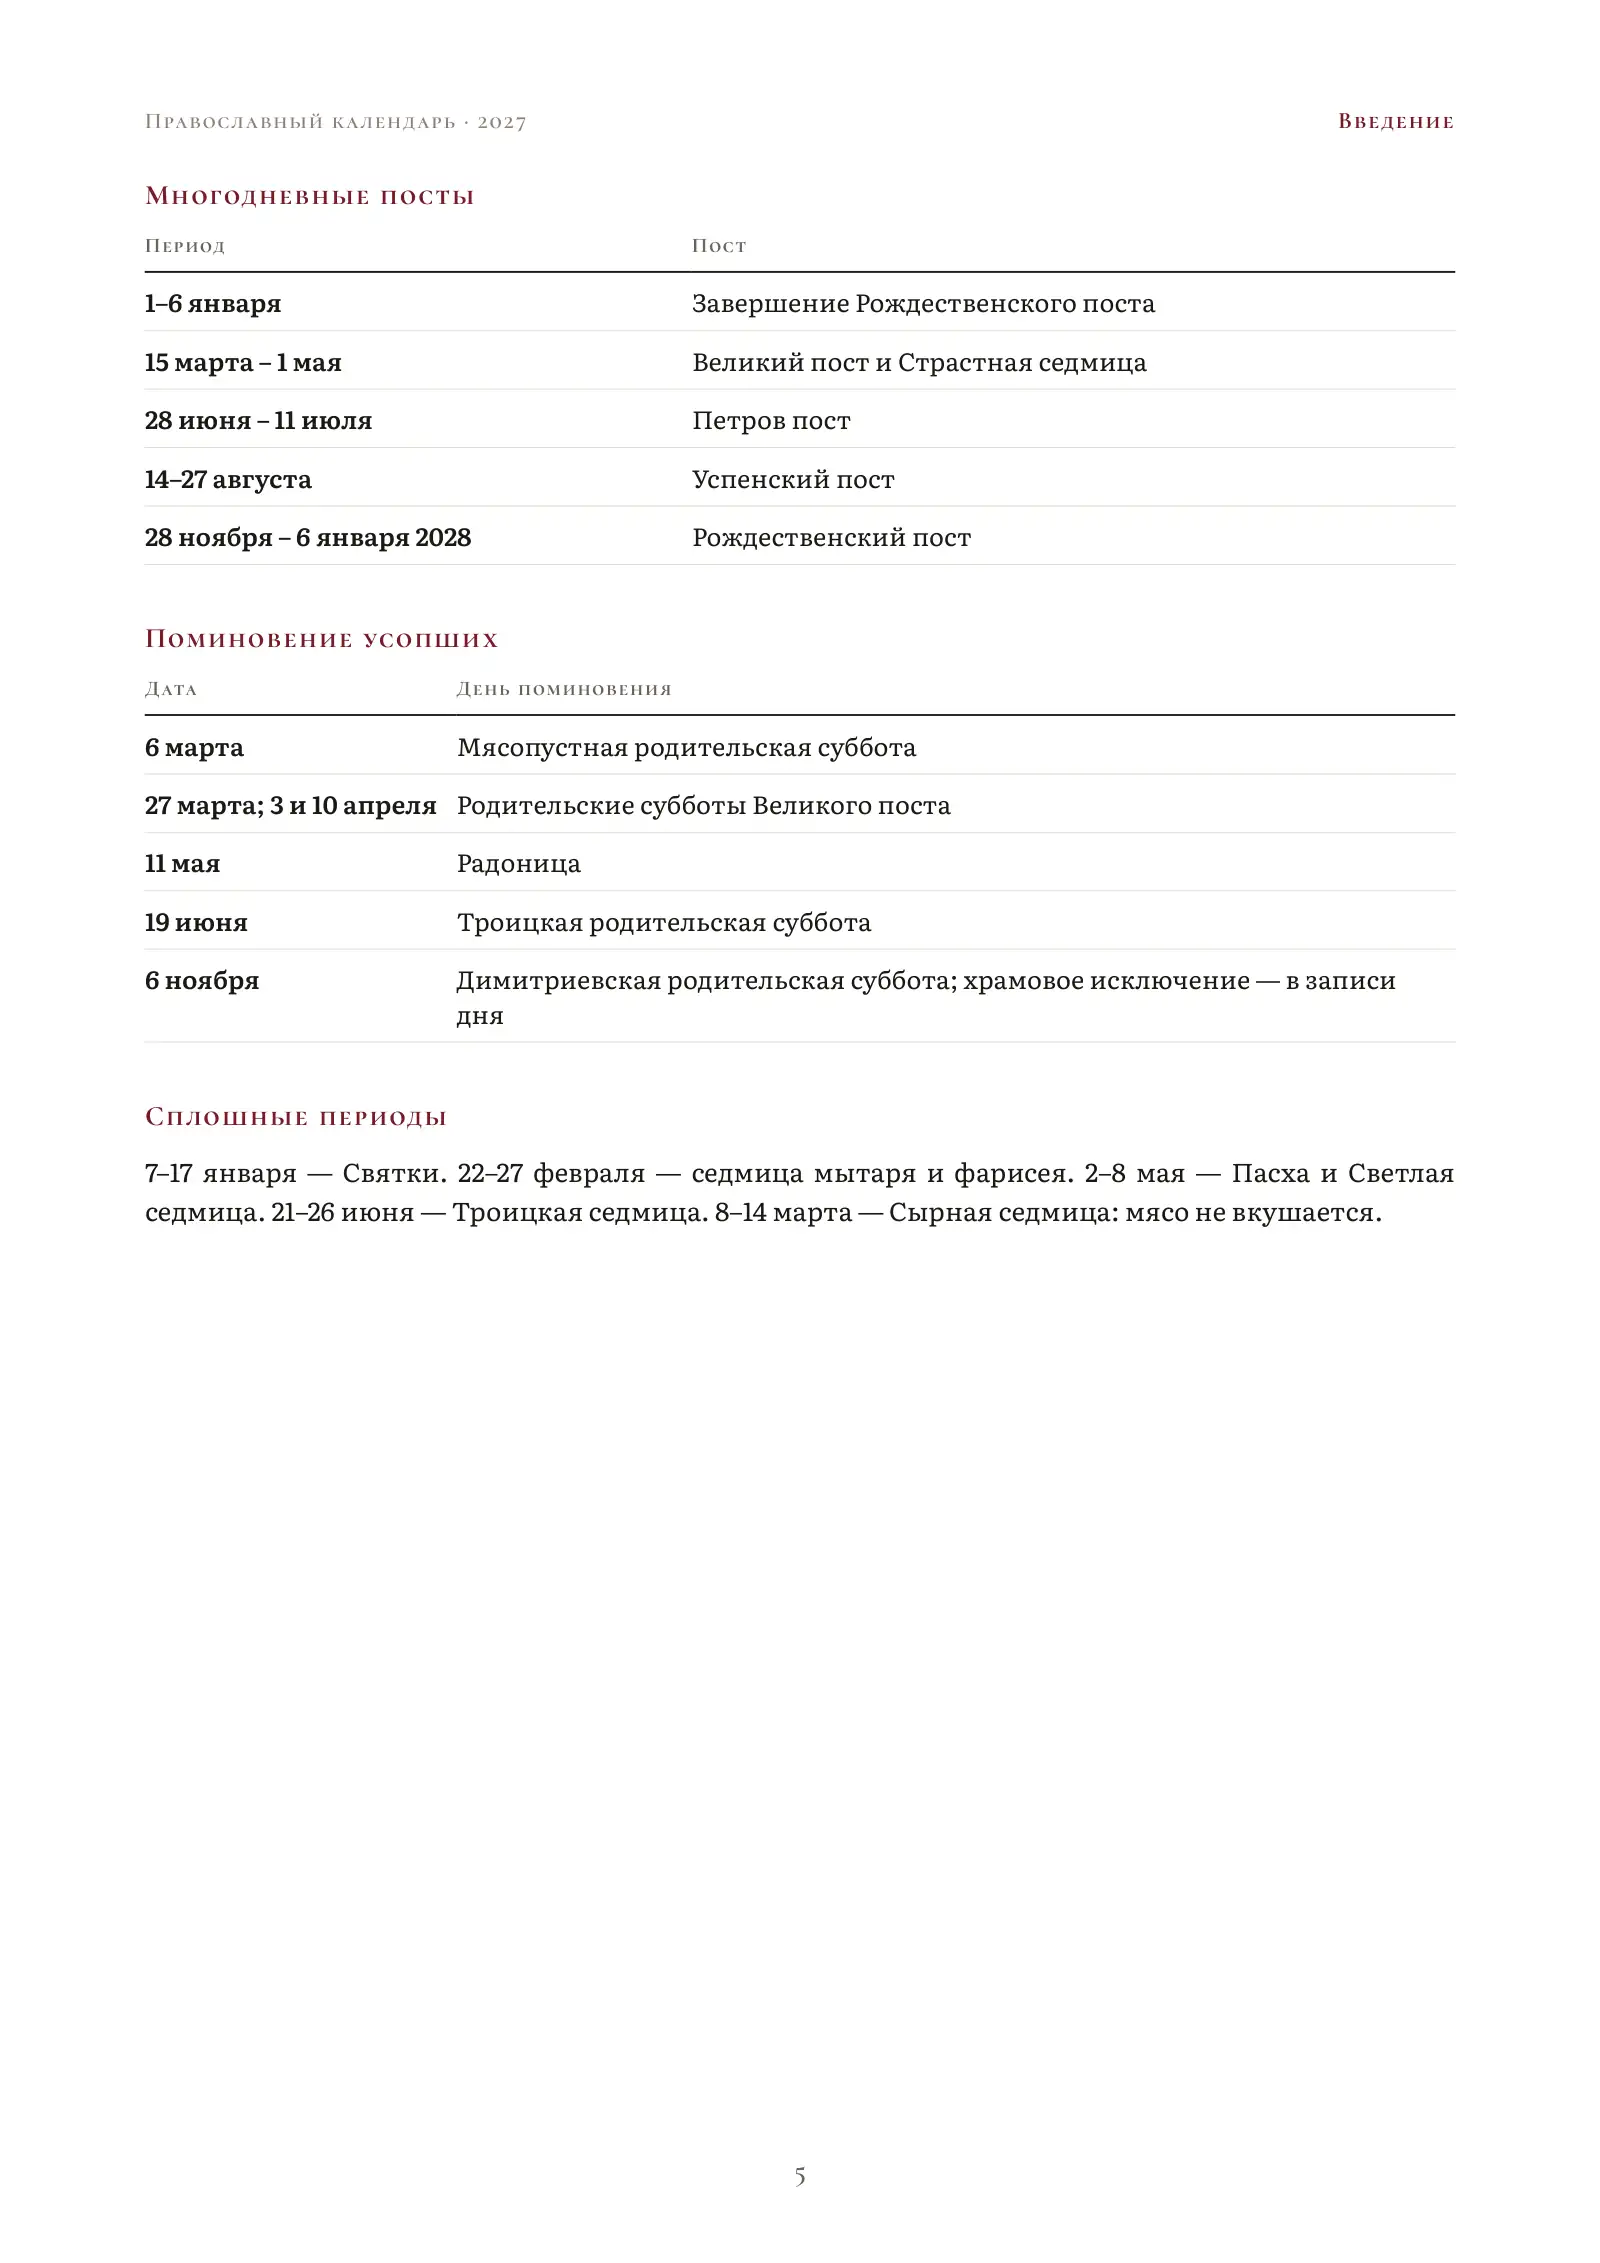 Православный календарь · 2027 Введение
Многодневные посты
Период Пост
1–6 января Завершение Рождественского поста
15 марта – 1 мая Великий пост и Страстная седмица
28 июня – 11 июля Петров пост
14–27 августа Успенский пост
28 ноября – 6 января 2028 Рождественский пост
Поминовение усопших
Дата День поминовения
6 марта Мясопустная родительская суббота
27 марта; 3 и 10 апреля Родительские субботы Великого поста
11 мая Радоница
19 июня Троицкая родительская суббота
6 ноября Димитриевская родительская суббота; храмовое исключение — в записи
дня
Сплошные периоды
7–17 января — Святки. 22–27 февраля — седмица мытаря и фарисея. 2–8 мая — Пасха и Светлая
седмица. 21–26 июня — Троицкая седмица. 8–14 марта — Сырная седмица: мясо не вкушается.
5